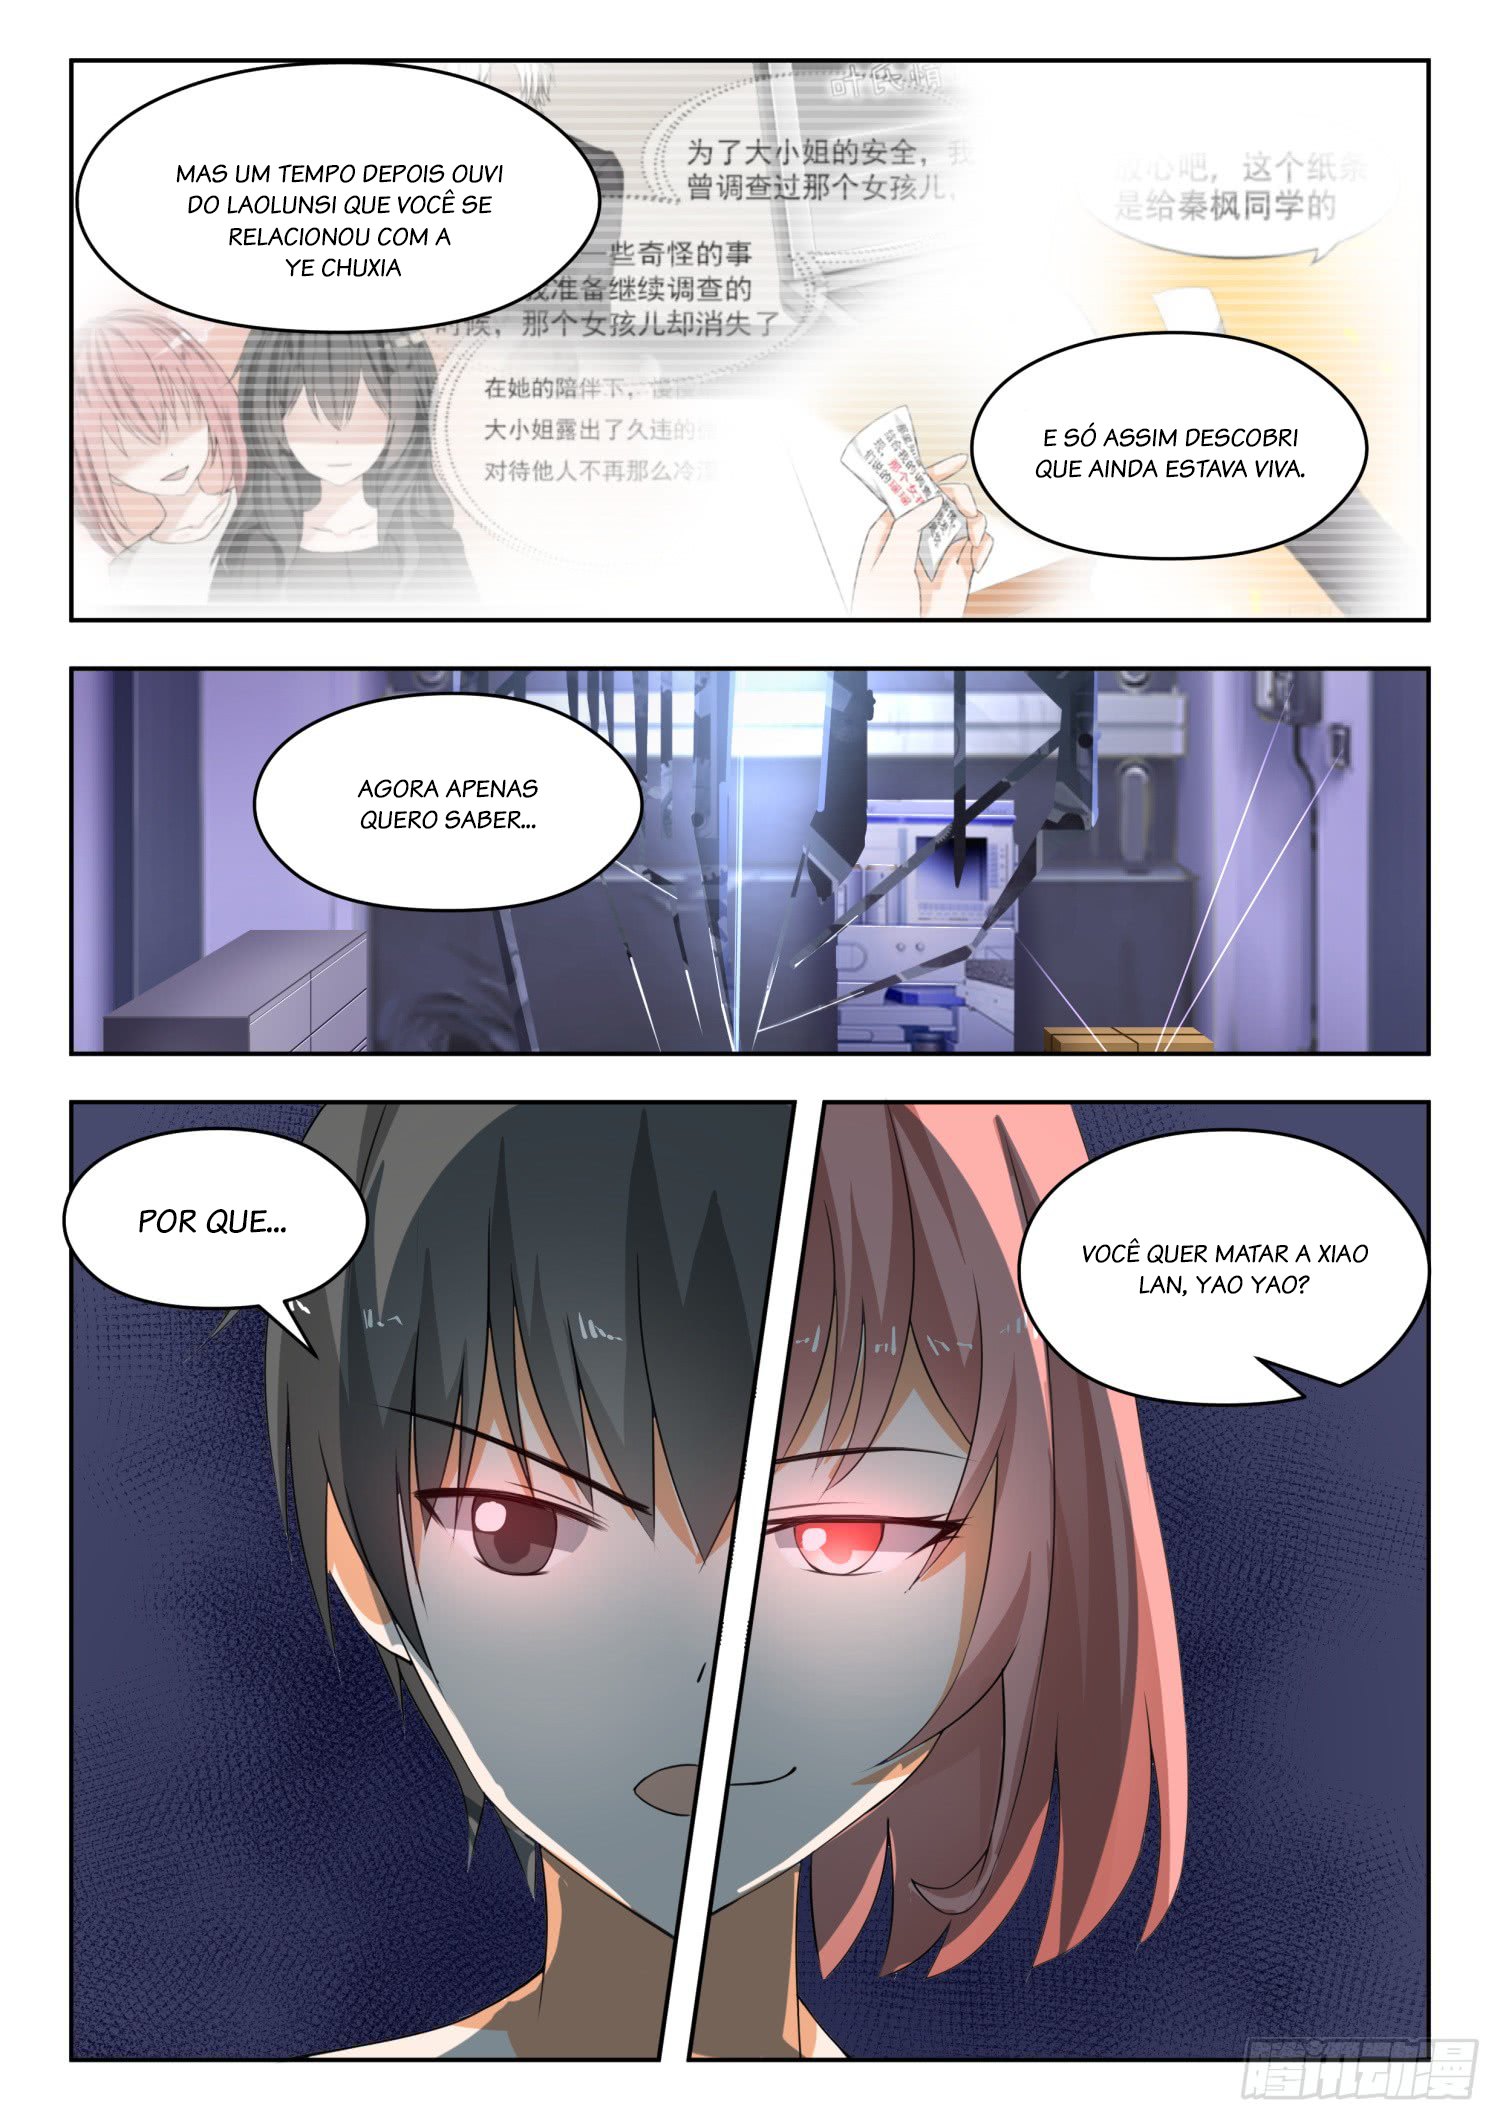 MAS UM TEMPO DEPOIS OUVI
DO LAOLUNSI QUE VOCÊ SE
RELACIONOU COM A
YE CHUXIA
为了大小姐的安全，我
曾调查过那个女孩儿，
放心吧，这个纸条
是给秦枫同学的
些奇怪的事
我准备继续调查的
时候，那个女孩儿却消失了
在她的陪伴下，慢慢
大小姐露出了久违的
对待他人不再那么冷
E SÓ ASSIM DESCOBRI
QUE AINDA ESTAVA VIVA.
AGORA APENAS
QUERO SABER...
POR QUE...
VOCÊ QUER MATAR A XIAO
LAN, YAO YAO?
腾讯动漫